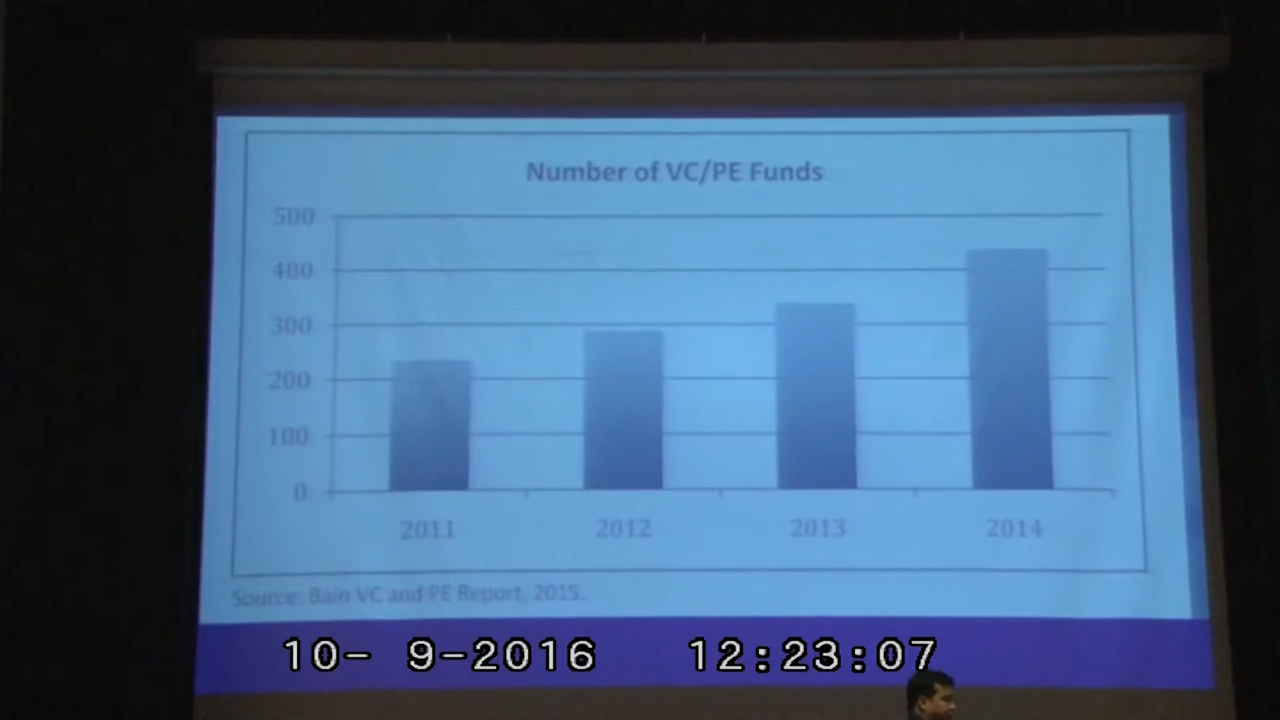 Number of VC/PE Funds
500
400
300
200
100
0
2011 2012 2013 2014
Source: Bain VC and PE Report, 2015.
10- 9-2016 12:23:07